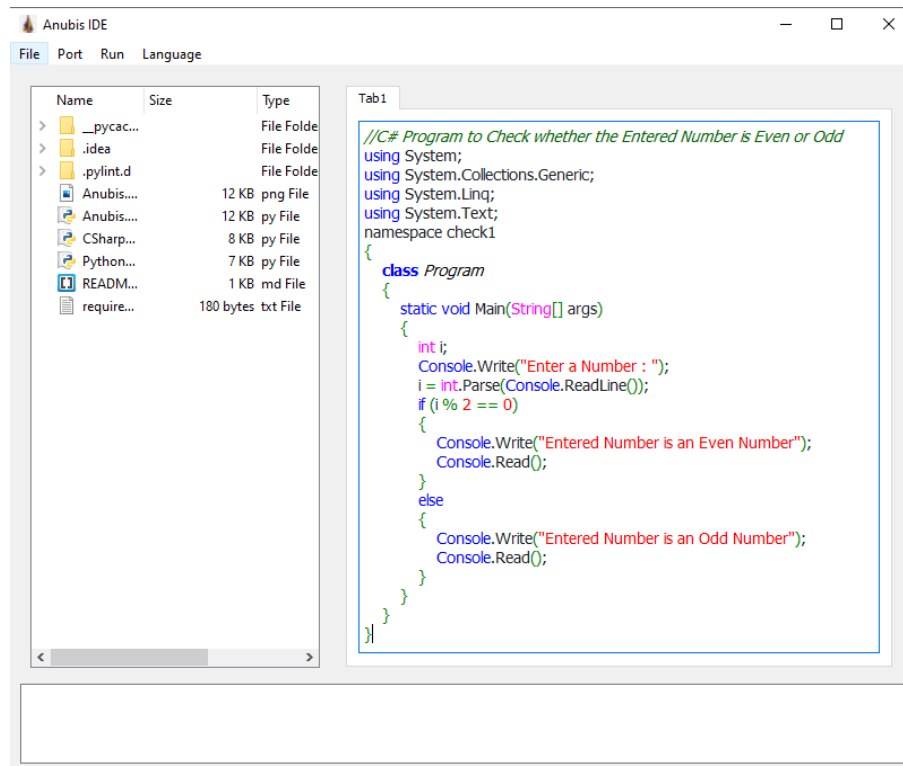 Anubis IDE
File Port Run Language
Name Size Type
__pycac... File Folde
.idea File Folde
.pylint.d File Folde
Anubis.... 12 KB png File
Anubis.... 12 KB py File
CSharp... 8 KB py File
Python... 7 KB py File
READM... 1 KB md File
require... 180 bytes txt File
Tab1
//C# Program to Check whether the Entered Number is Even or Odd
using System;
using System.Collections.Generic;
using System.Linq;
using System.Text;
namespace check1
{
class Program
{
static void Main(String[] args)
{
int i;
Console.Write("Enter a Number : ");
i = int.Parse(Console.ReadLine());
if (i % 2 == 0)
{
Console.Write("Entered Number is an Even Number");
Console.Read();
}
else
{
Console.Write("Entered Number is an Odd Number");
Console.Read();
}
}
}
}